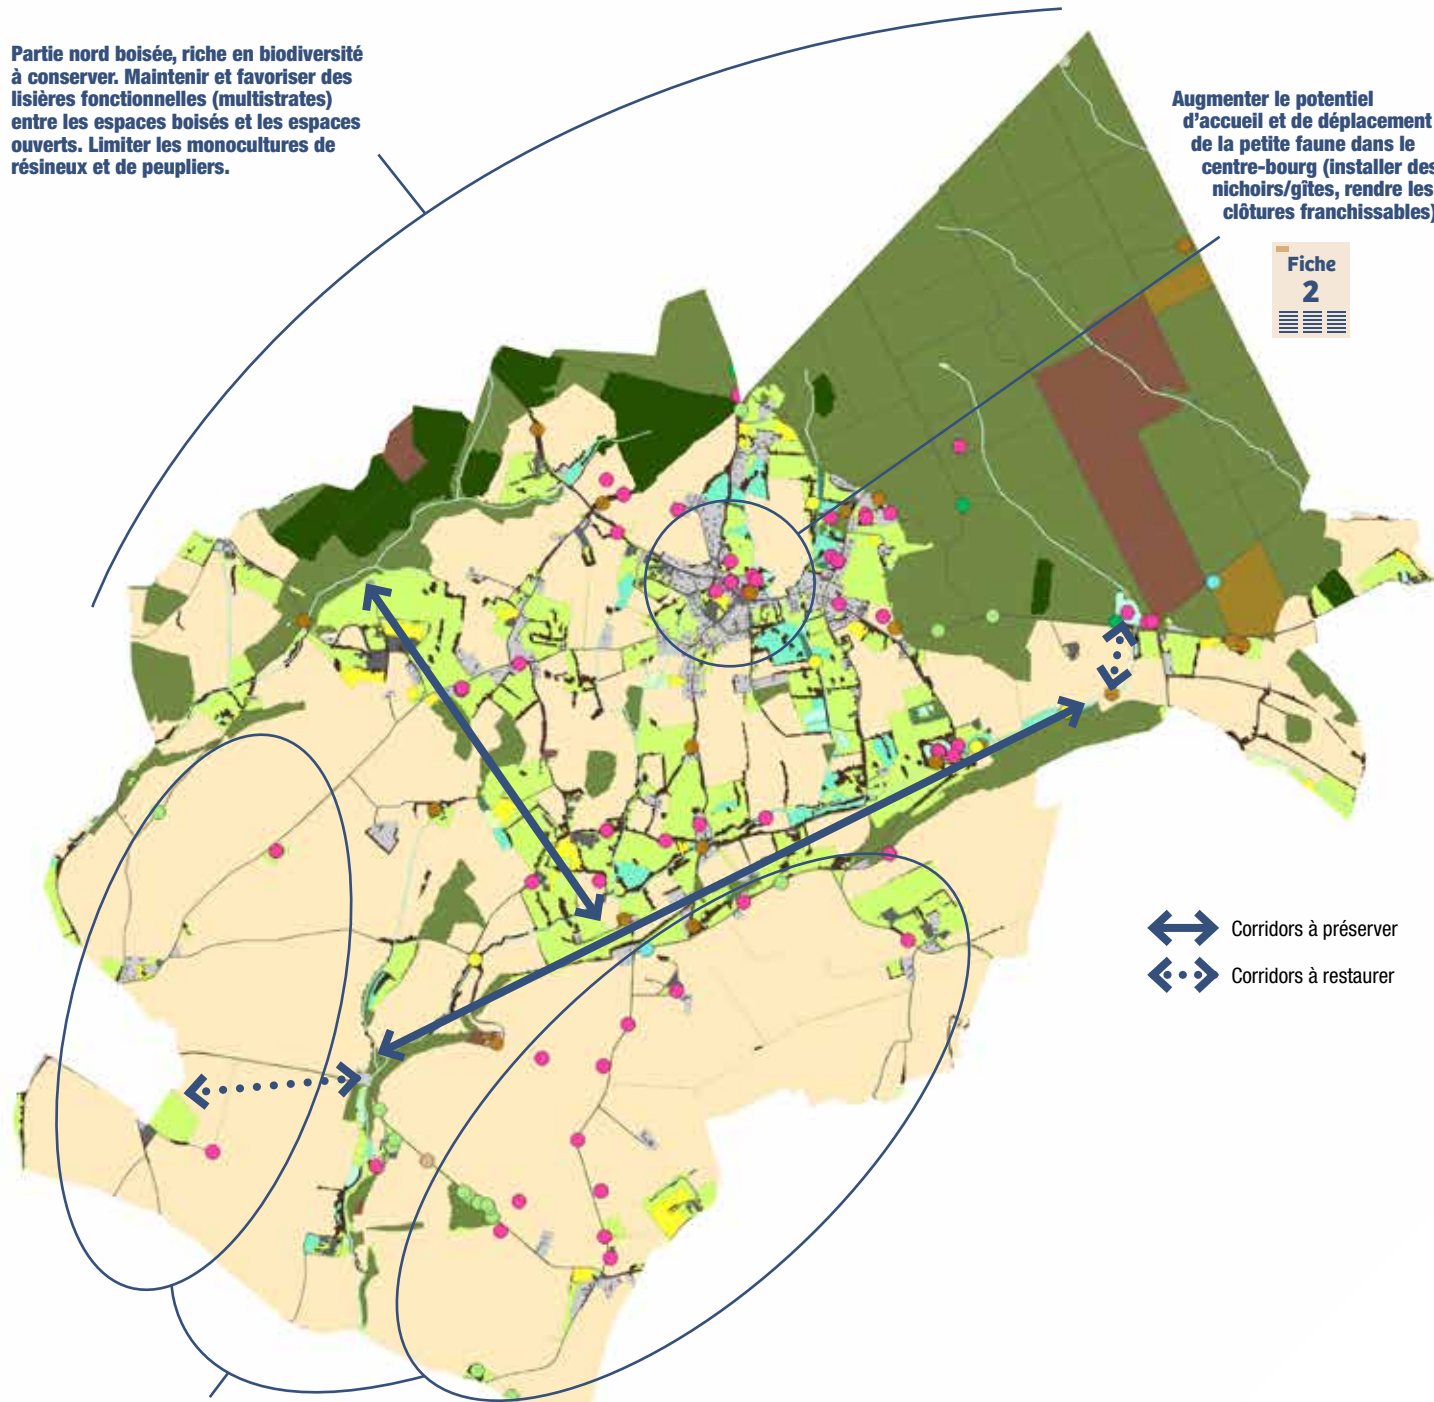 Partie nord boisée, riche en biodiversité
à conserver. Maintenir et favoriser des
lisières fonctionnelles (multistrates)
entre les espaces boisés et les espaces
ouverts. Limiter les monocultures de
résineux et de peupliers.
Augmenter le potentiel
d’accueil et de déplacement
de la petite faune dans le
centre-bourg (installer des
nichoirs/gîtes, rendre les
clôtures franchissables)
Fiche
2
Corridors à préserver
Corridors à restaurer